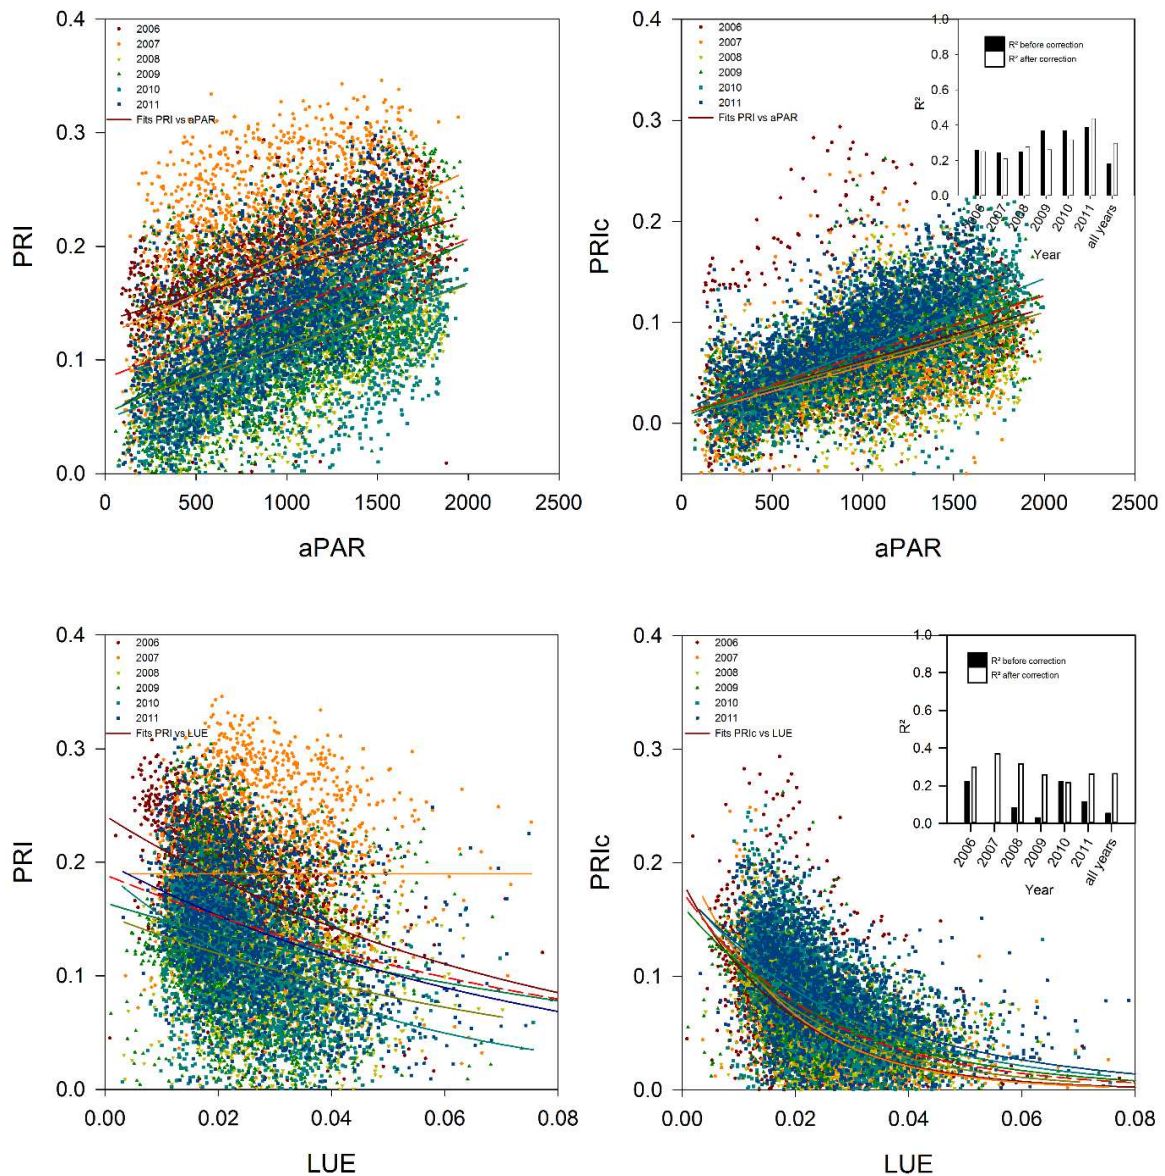 0.4
0.3
0.2
0.1
0.0
PRI
2006
2007
2008
2009
2010
2011
Fits PRI vs aPAR
0 500 1000 1500 2000 2500
aPAR
0.4
0.3
0.2
0.1
0.0
PRIc
2006
2007
2008
2009
2010
2011
Fits PRI vs aPAR
0 500 1000 1500 2000 2500
aPAR
1.0
0.8
0.6
0.4
0.2
0.0
R²
R² before correction
R² after correction
2006 2007 2008 2009 2010 2011 all years
Year
0.4
0.3
0.2
0.1
0.0
PRI
2006
2007
2008
2009
2010
2011
Fits PRI vs LUE
0.00 0.02 0.04 0.06 0.08
LUE
0.4
0.3
0.2
0.1
0.0
PRIc
2006
2007
2008
2009
2010
2011
Fits PRIc vs LUE
0.00 0.02 0.04 0.06 0.08
LUE
1.0
0.8
0.6
0.4
0.2
0.0
R²
R² before correction
R² after correction
2006 2007 2008 2009 2010 2011 all years
Year